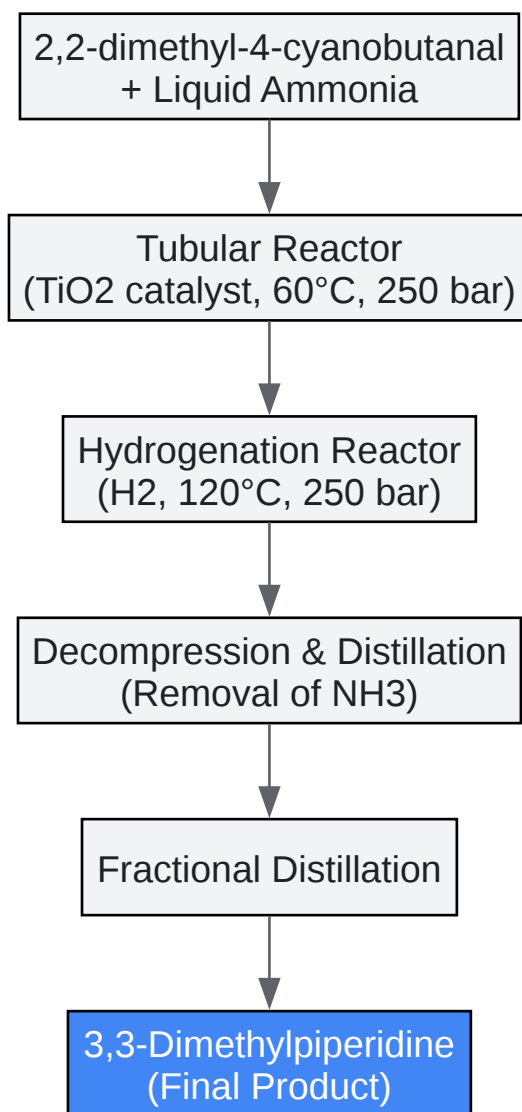 2,2-dimethyl-4-cyanobutanal
+ Liquid Ammonia
Tubular Reactor
(TiO2 catalyst, 60°C, 250 bar)
Hydrogenation Reactor
(H2, 120°C, 250 bar)
Decompression & Distillation
(Removal of NH3)
Fractional Distillation
3,3-Dimethylpiperidine
(Final Product)